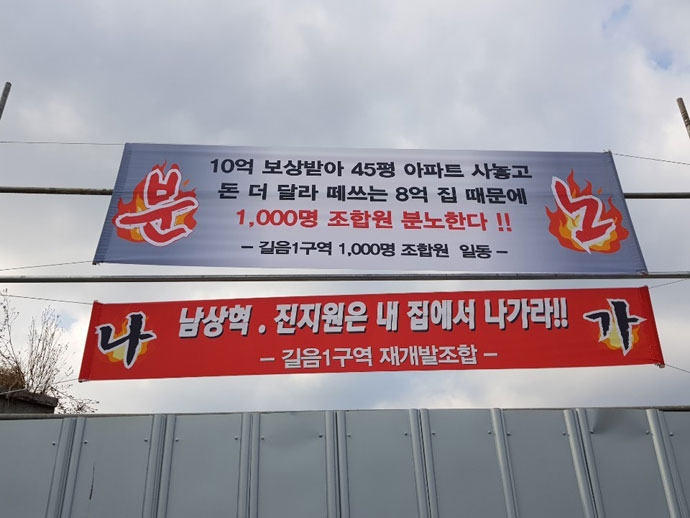 분
10억 보상받아 45평 아파트 사놓고
돈 더 달라 떼쓰는 8억 집 때문에
1,000명 조합원 분노한다 !!
- 길음1구역 1,000명 조합원 일동 -
노
나
남상혁 . 진지원은 내 집에서 나가라!!
- 길음1구역 재개발조합 -
가